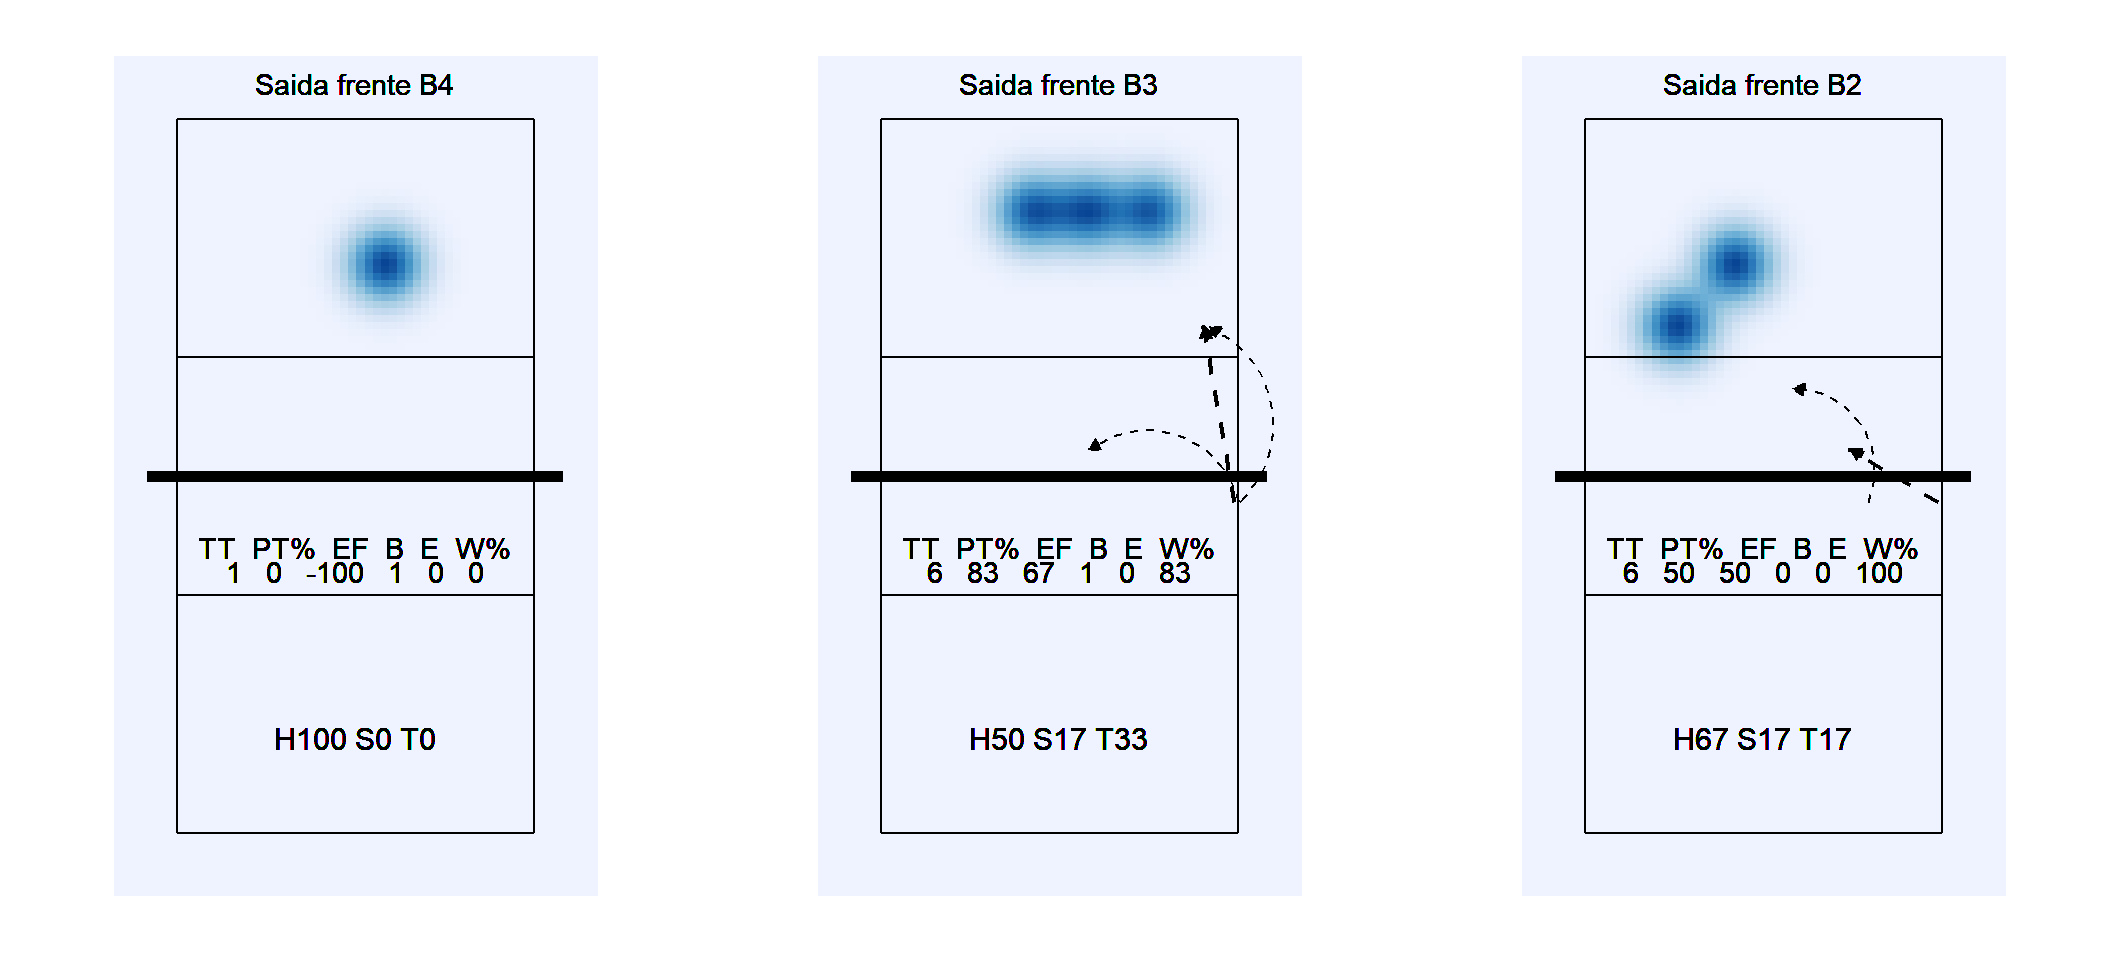 Saida frente B4
TT PT% EF B E W%
1 0 -100 1 0 0
H100 S0 T0
Saida frente B3
TT PT% EF B E W%
6 83 67 1 0 83
H50 S17 T33
Saida frente B2
TT PT% EF B E W%
6 50 50 0 0 100
H67 S17 T17